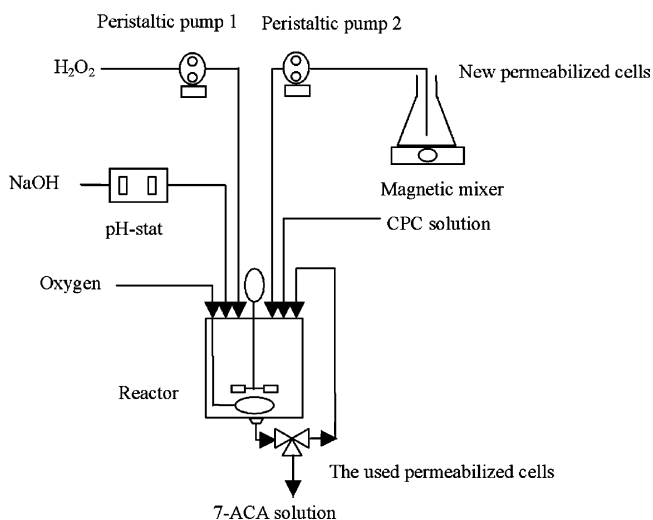 Peristaltic pump 1
Peristaltic pump 2
H₂O₂
New permeabilized cells
NaOH
Magnetic mixer
pH-stat
CPC solution
Oxygen
Reactor
The used permeabilized cells
7-ACA solution